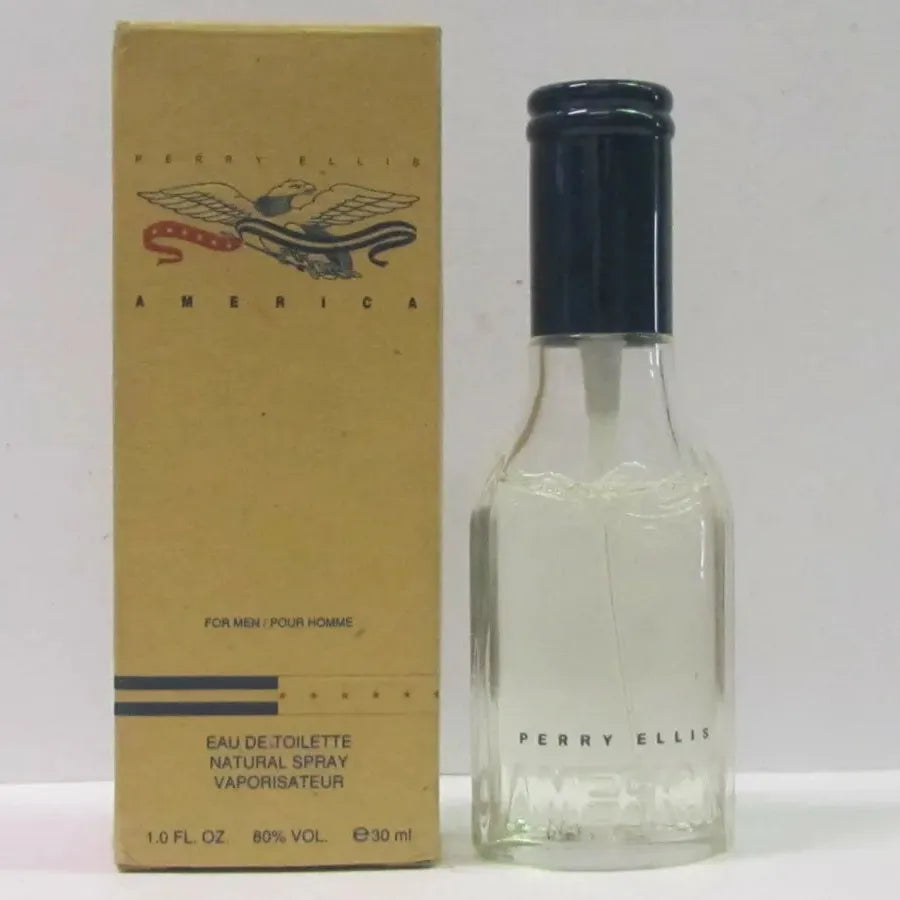 PERRY ELLIS
AMERICA
FOR MEN / POUR HOMME
EAU DE TOILETTE
NATURAL SPRAY
VAPORISATEUR
1.0 FL. OZ. 80% VOL. ℮30 ml
PERRY ELLIS
AMERICA